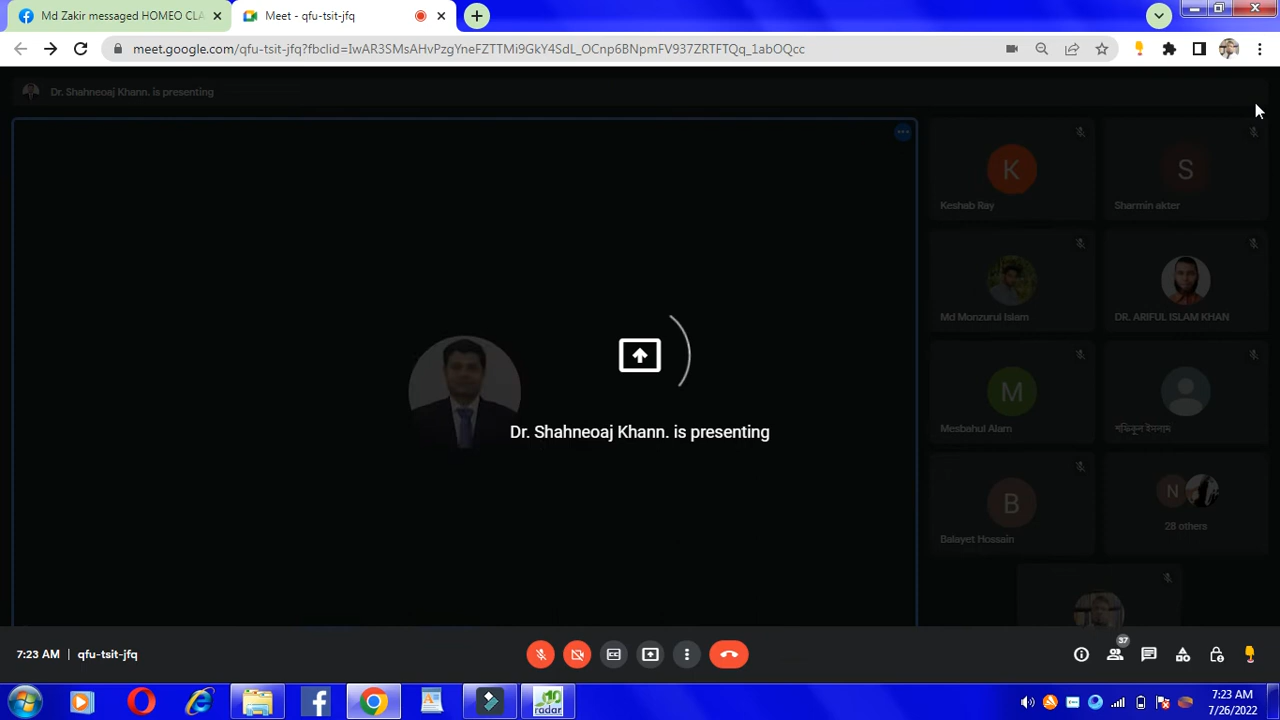 Md Zakir messaged HOMEO CLA
Meet - qfu-tsit-jfq
meet.google.com/qfu-tsit-jfq?fbclid=IwAR3SMsAHvPzgYneFZTTMi9GkY4SdL_OCnp6BNpmFV937ZRTFTQq_1abOQcc
Dr. Shahneoaj Khann. is presenting
K
Keshab Ray
S
Sharmin akter
Md Monzurul Islam
DR. ARIFUL ISLAM KHAN
Dr. Shahneoaj Khann. is presenting
M
Mesbahul Alam
শফিকুল ইসলাম
B
Balayet Hossain
N
28 others
7:23 AM | qfu-tsit-jfq
37
radar
7:23 AM
7/26/2022